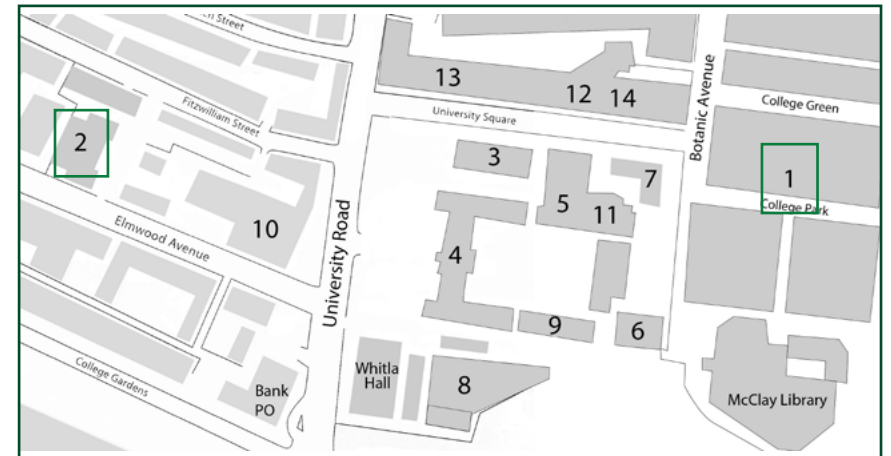 Street
13
12
14
College Green
Botanic Avenue
Fitzwilliam Street
University Square
2
3
7
1
5
11
College Park
Elmwood Avenue
10
University Road
4
9
6
College Gardens
Whitla
Hall
8
Bank
PO
McClay Library